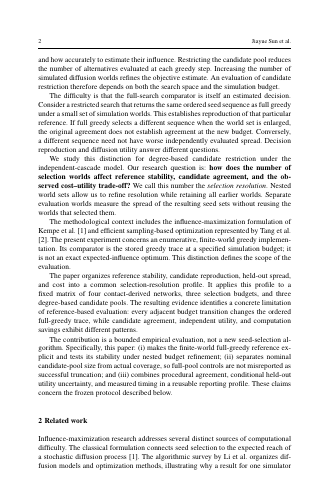 2 Jiayue Sun et al.
and how accurately to estimate their influence. Restricting the candidate pool reduces
the number of alternatives evaluated at each greedy step. Increasing the number of
simulated diffusion worlds refines the objective estimate. An evaluation of candidate
restriction therefore depends on both the search space and the simulation budget.
The difficulty is that the full-search comparator is itself an estimated decision.
Consider a restricted search that returns the same ordered seed sequence as full greedy
under a small set of simulation worlds. This establishes reproduction of that particular
reference. If full greedy selects a different sequence when the world set is enlarged,
the original agreement does not establish agreement at the new budget. Conversely,
a different sequence need not have worse independently evaluated spread. Decision
reproduction and diffusion utility answer different questions.
We study this distinction for degree-based candidate restriction under the
independent-cascade model. Our research question is: how does the number of
selection worlds affect reference stability, candidate agreement, and the ob-
served cost–utility trade-off? We call this number the selection resolution. Nested
world sets allow us to refine resolution while retaining all earlier worlds. Separate
evaluation worlds measure the spread of the resulting seed sets without reusing the
worlds that selected them.
The methodological context includes the influence-maximization formulation of
Kempe et al. [1] and efficient sampling-based optimization represented by Tang et al.
[2]. The present experiment concerns an enumerative, finite-world greedy implemen-
tation. Its comparator is the stored greedy trace at a specified simulation budget; it
is not an exact expected-influence optimum. This distinction defines the scope of the
evaluation.
The paper organizes reference stability, candidate reproduction, held-out spread,
and cost into a common selection-resolution profile. It applies this profile to a
fixed matrix of four contact-derived networks, three selection budgets, and three
degree-based candidate pools. The resulting evidence identifies a concrete limitation
of reference-based evaluation: every adjacent budget transition changes the ordered
full-greedy trace, while candidate agreement, independent utility, and computation
savings exhibit different patterns.
The contribution is a bounded empirical evaluation, not a new seed-selection al-
gorithm. Specifically, this paper: (i) makes the finite-world full-greedy reference ex-
plicit and tests its stability under nested budget refinement; (ii) separates nominal
candidate-pool size from actual coverage, so full-pool controls are not misreported as
successful truncation; and (iii) combines procedural agreement, conditional held-out
utility uncertainty, and measured timing in a reusable reporting profile. These claims
concern the frozen protocol described below.
2 Related work
Influence-maximization research addresses several distinct sources of computational
difficulty. The classical formulation connects seed selection to the expected reach of
a stochastic diffusion process [1]. The algorithmic survey by Li et al. organizes dif-
fusion models and optimization methods, illustrating why a result for one simulator